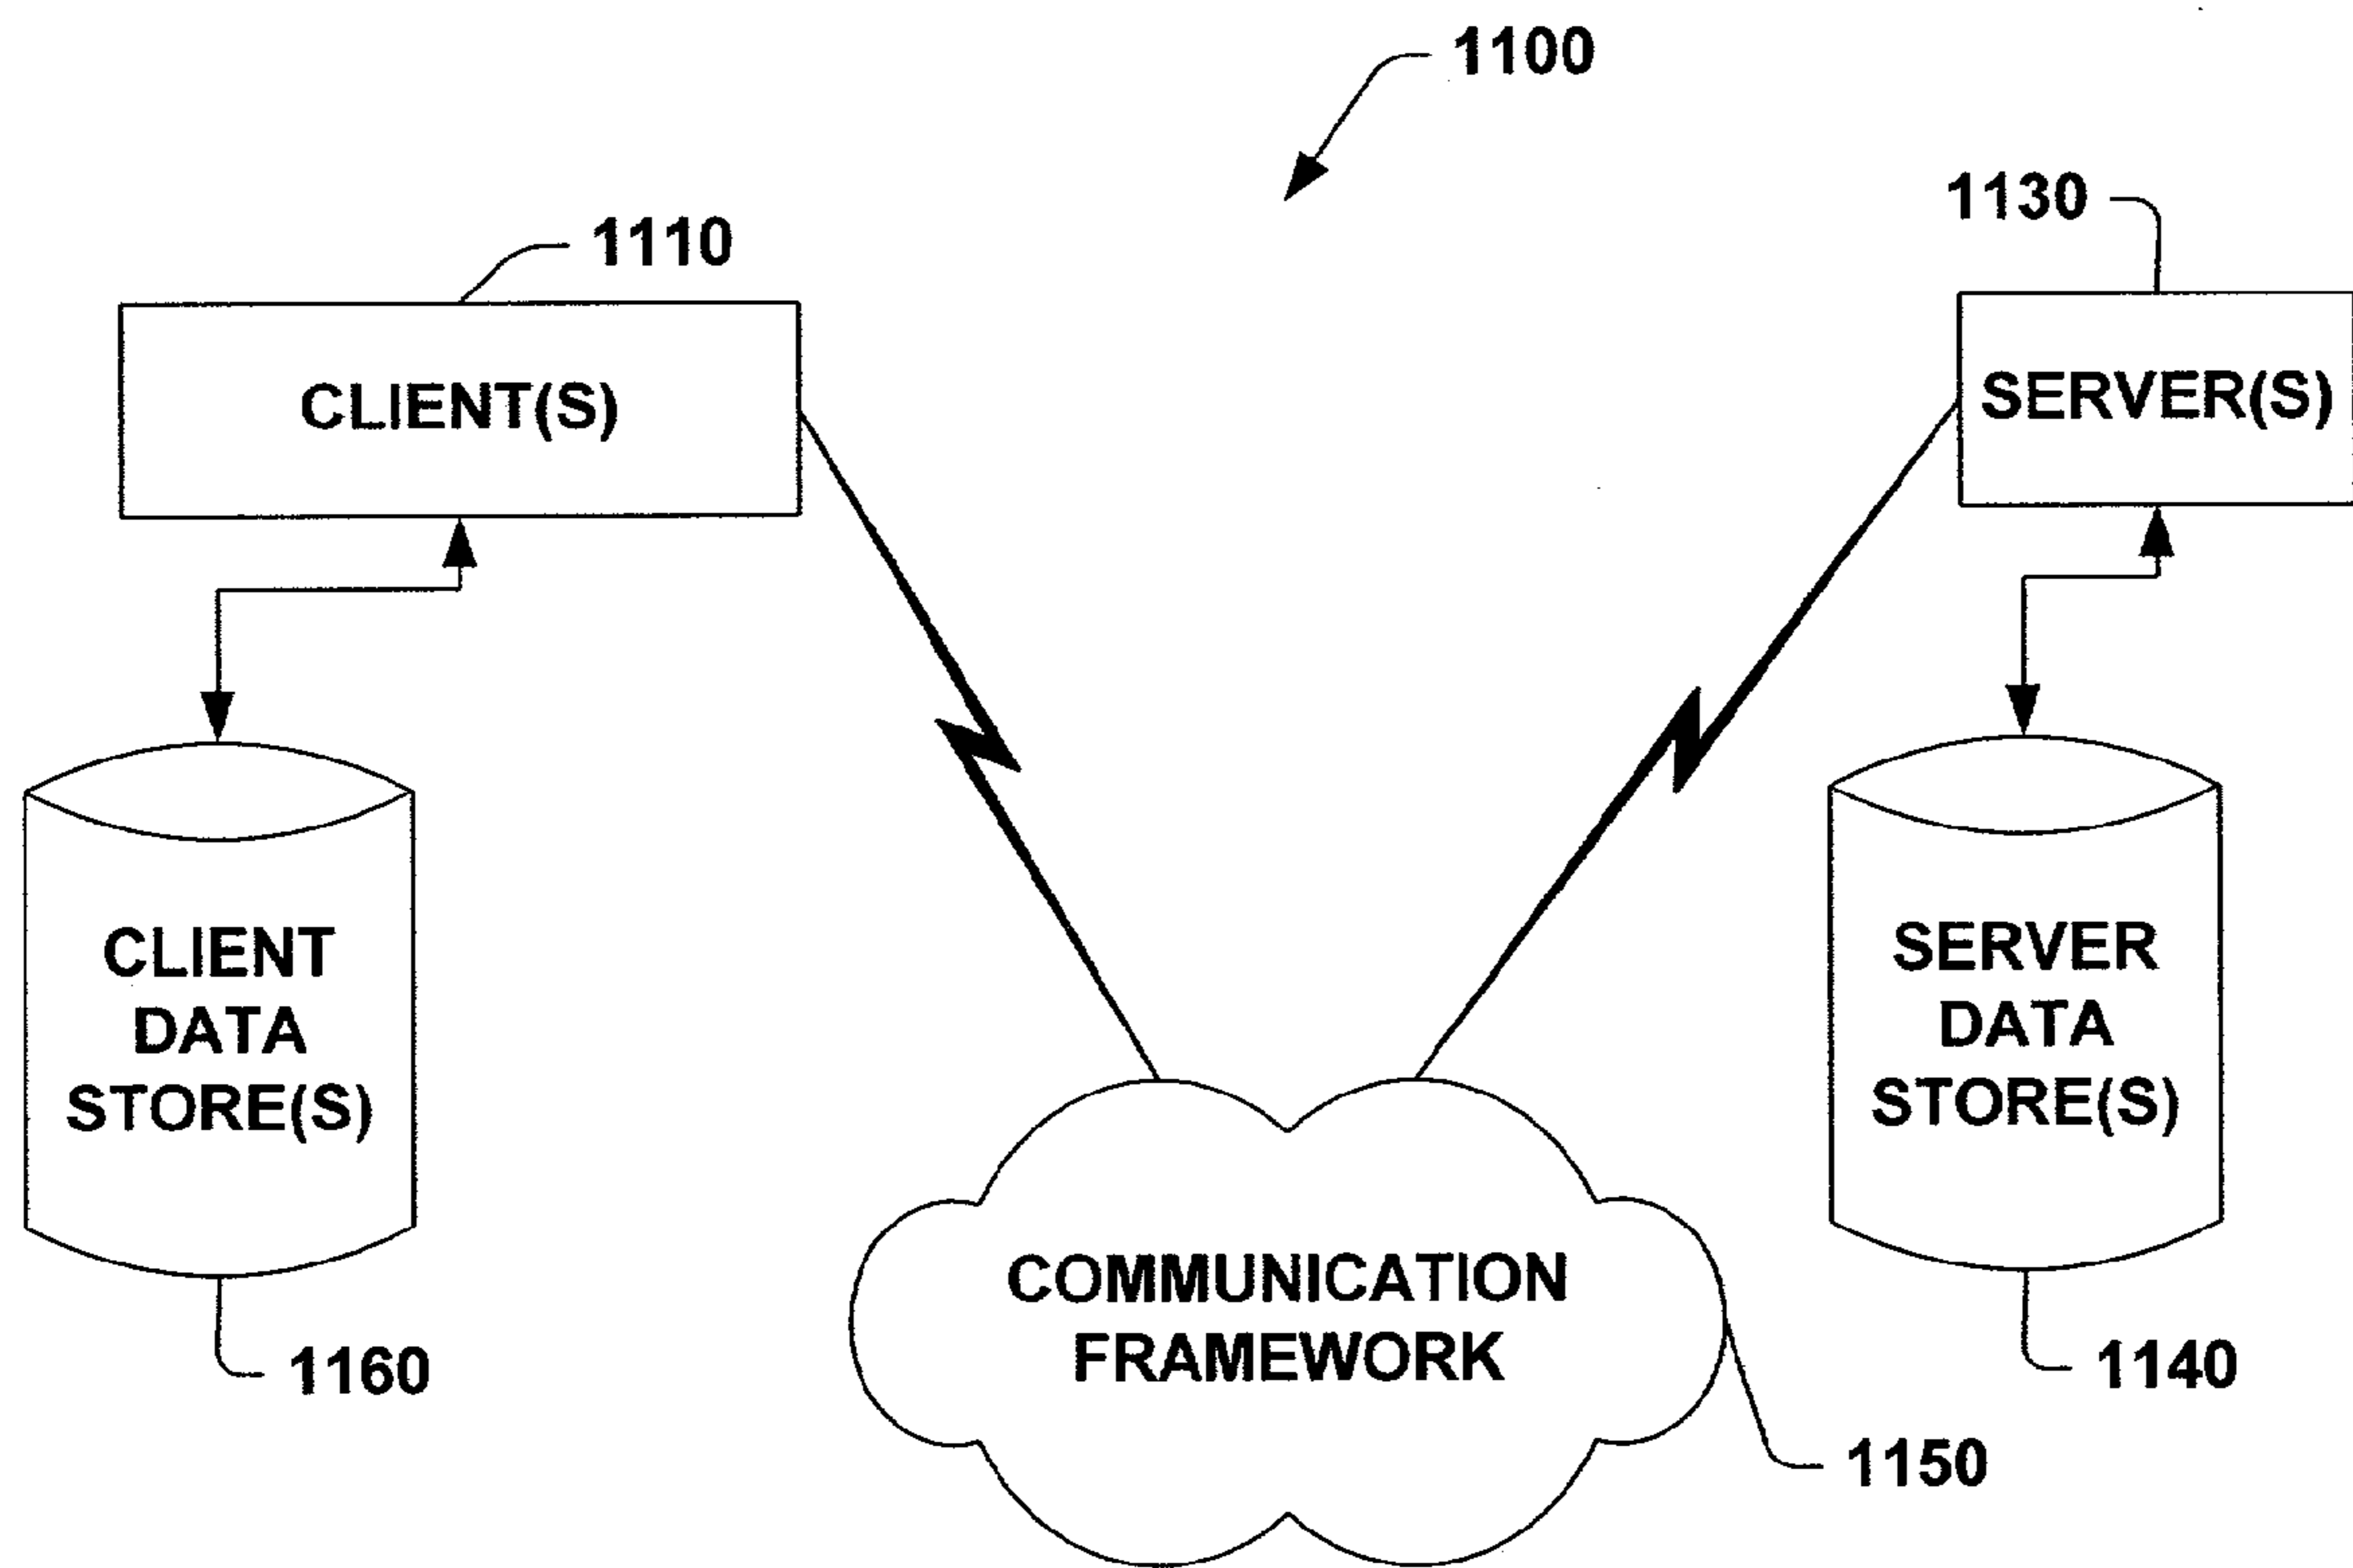 1100
1130
1110
CLIENT(S)
SERVER(S)
CLIENT
DATA
STORE(S)
SERVER
DATA
STORE(S)
COMMUNICATION
FRAMEWORK
1160
1140
1150